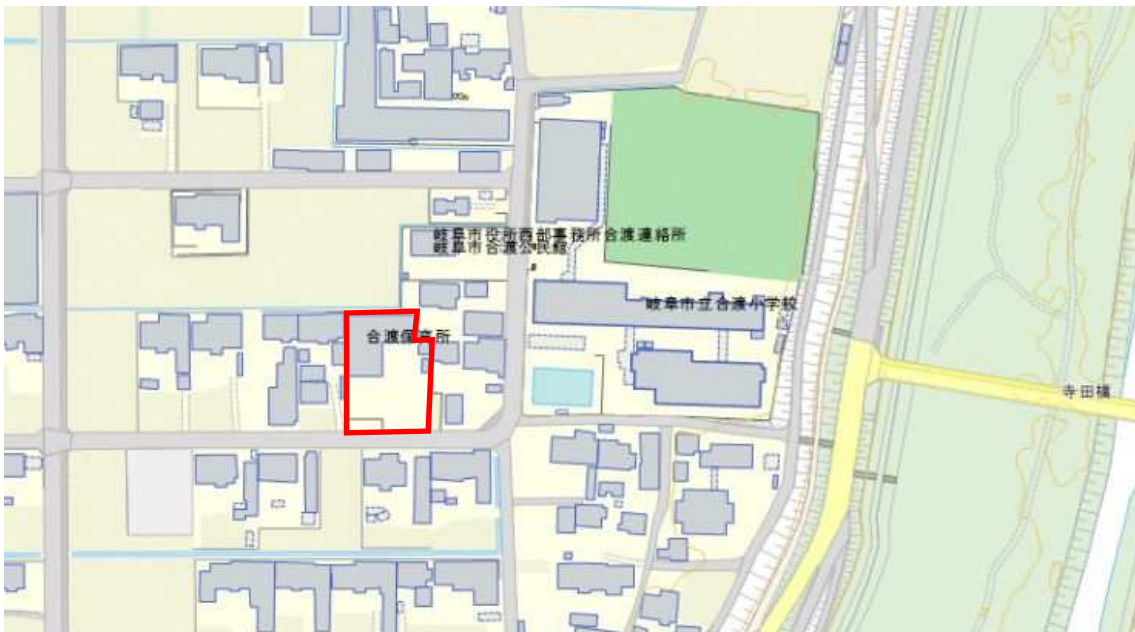 岐阜市役所西部事務所合渡連絡所
岐阜市合渡公民館
岐阜市立合渡小学校
合渡保育所
寺田橋